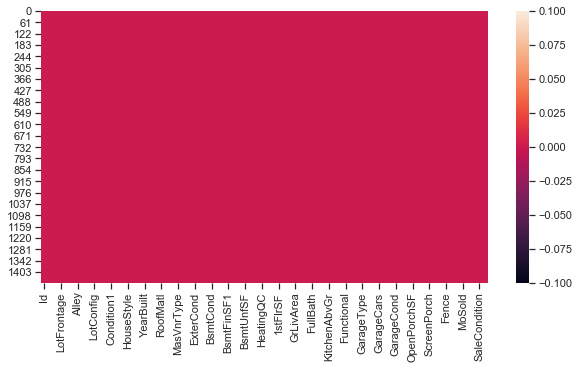 0
61
122
183
244
305
366
427
488
549
610
671
732
793
854
915
976
1037
1098
1159
1220
1281
1342
1403
Id
LotFrontage
Alley
LotConfig
Condition1
HouseStyle
YearBuilt
RoofMatl
MasVnrType
ExterCond
BsmtCond
BsmtFinSF1
BsmtUnfSF
HeatingQC
1stFlrSF
GrLivArea
FullBath
KitchenAbvGr
Functional
GarageType
GarageCars
GarageCond
OpenPorchSF
ScreenPorch
Fence
MoSold
SaleCondition
0.100
0.075
0.050
0.025
0.000
−0.025
−0.050
−0.075
−0.100